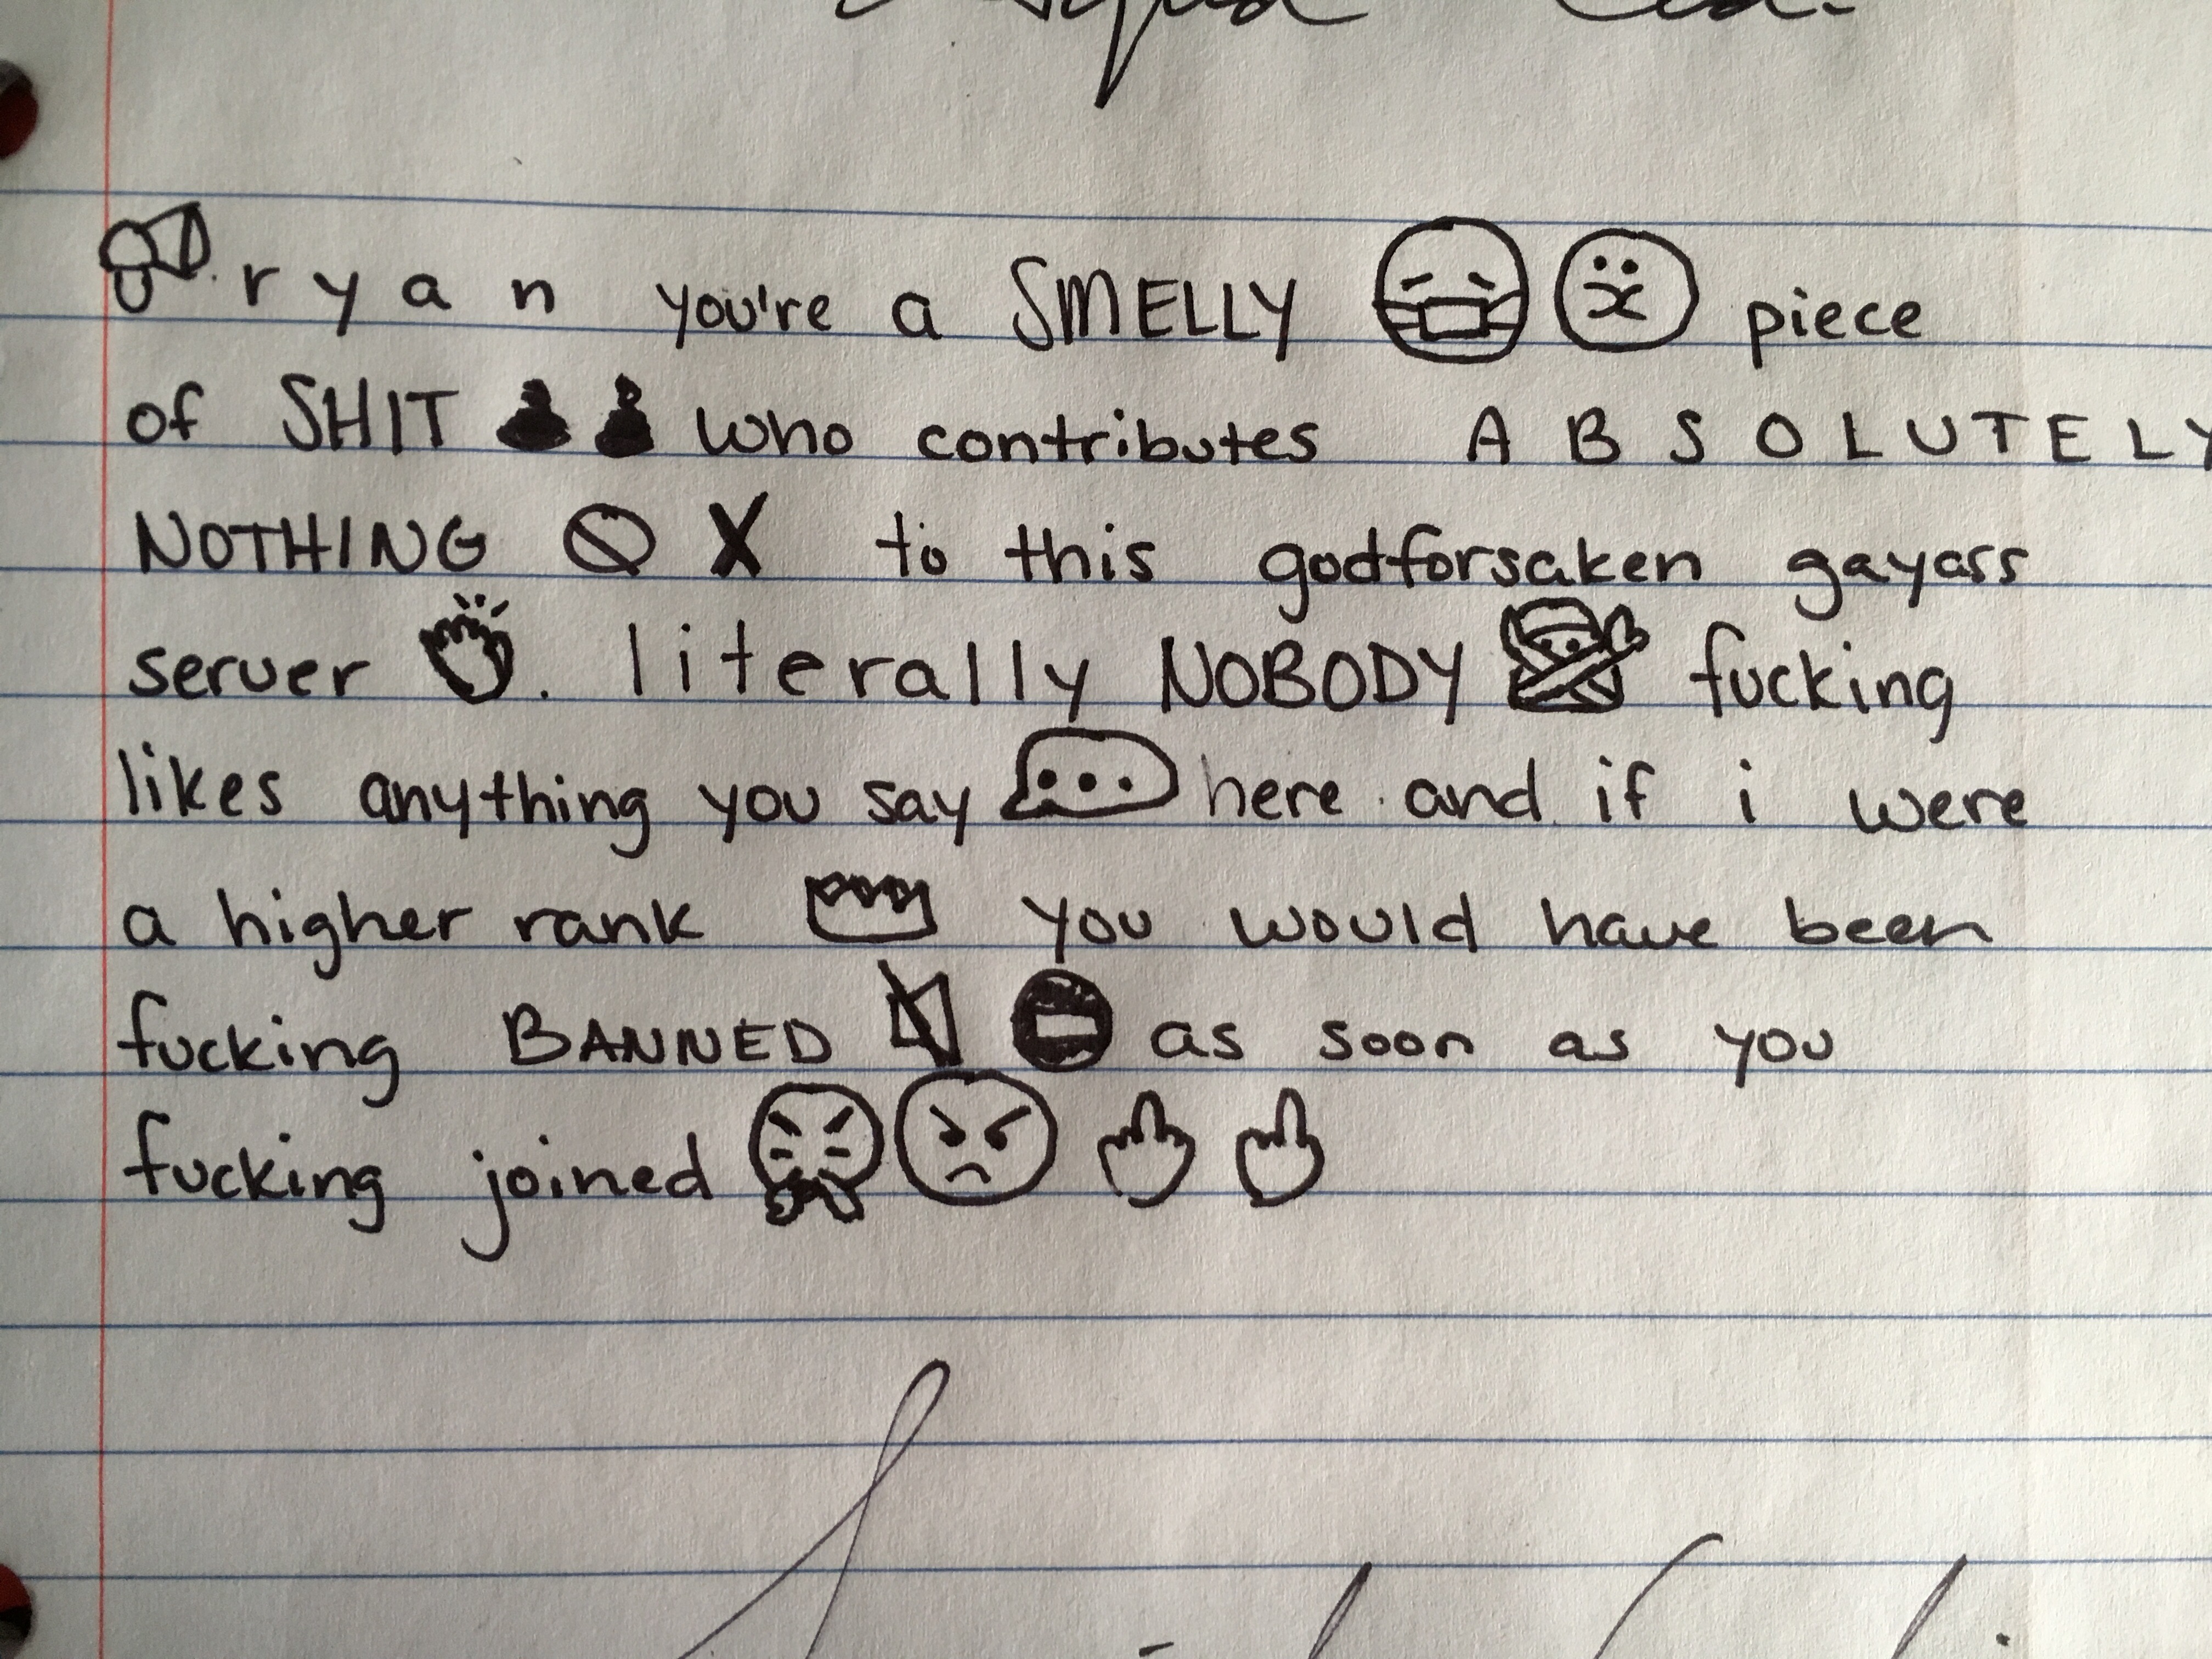 ryan you're a SMELLY piece
of SHIT who contributes ABSOLUTELY
NOTHING to this godforsaken gayass
server. literally NOBODY fucking
likes anything you say here and if i were
a higher rank you would have been
fucking BANNED as soon as you
fucking joined